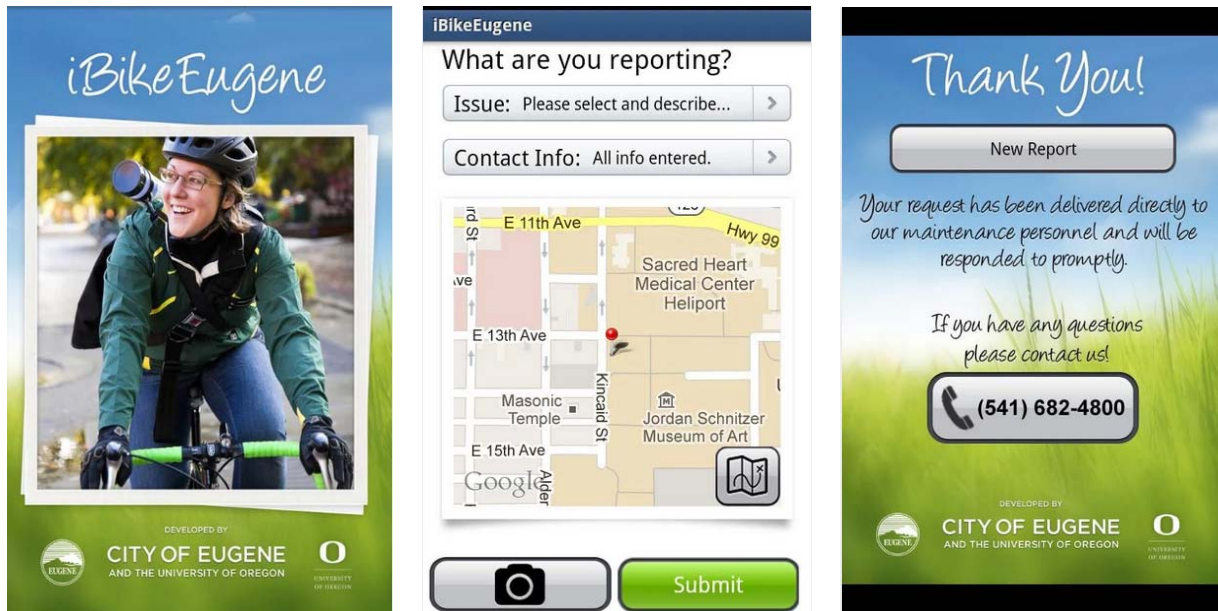 iBikeEugene
DEVELOPED BY
EUGENE
CITY OF EUGENE
AND THE UNIVERSITY OF OREGON
O
UNIVERSITY
OF OREGON
iBikeEugene
What are you reporting?
Issue: Please select and describe...
Contact Info: All info entered.
E 11th Ave
Hwy 99
Sacred Heart
Medical Center
Heliport
E 13th Ave
Kincaid St
Masonic
Temple
Jordan Schnitzer
Museum of Art
E 15th Ave
Alder
Google
Submit
Thank You!
New Report
Your request has been delivered directly to
our maintenance personnel and will be
responded to promptly.
If you have any questions
please contact us!
(541) 682-4800
DEVELOPED BY
EUGENE
CITY OF EUGENE
AND THE UNIVERSITY OF OREGON
O
UNIVERSITY
OF OREGON